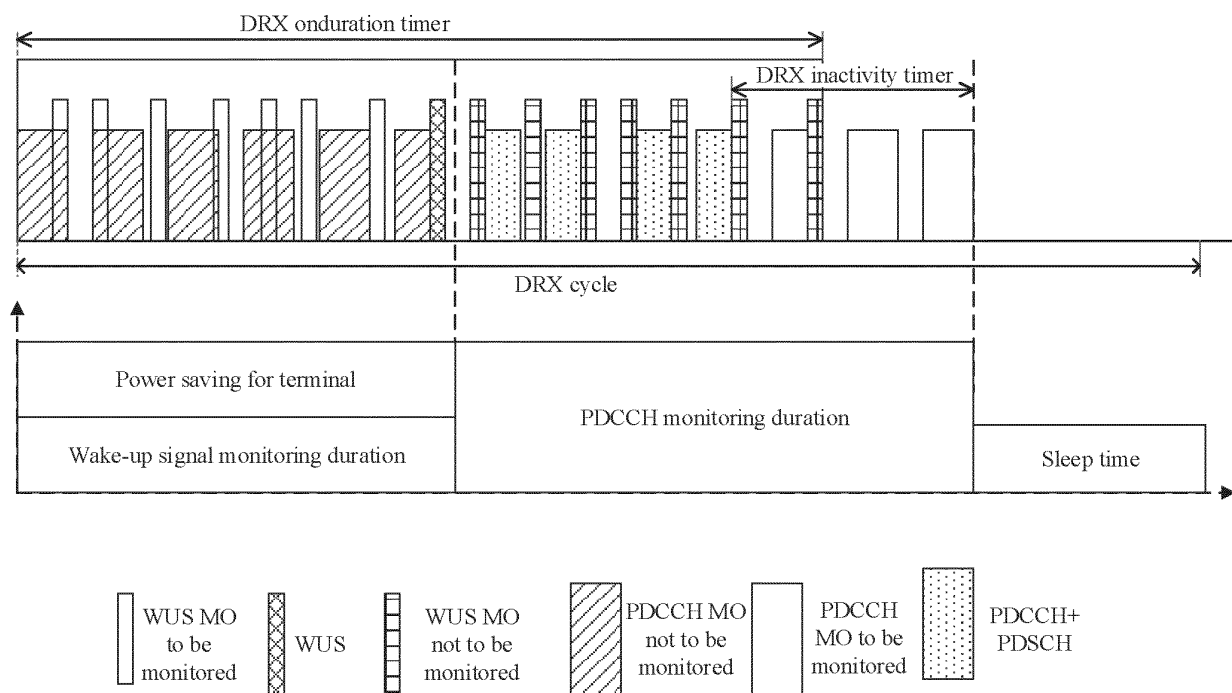 DRX onduration timer
DRX inactivity timer
DRX cycle
Power saving for terminal
Wake-up signal monitoring duration
PDCCH monitoring duration
Sleep time
WUS MO
to be
monitored
WUS
WUS MO
not to be
monitored
PDCCH MO
not to be
monitored
PDCCH
MO to be
monitored
PDCCH+
PDSCH